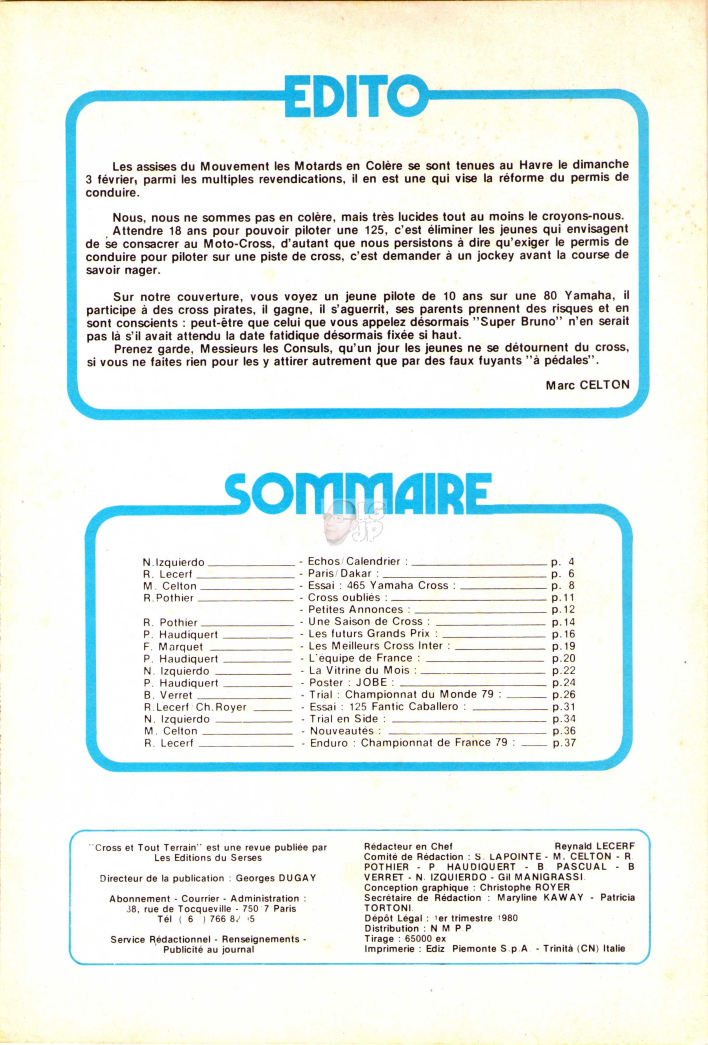 EDITO
Les assises du Mouvement les Motards en Colère se sont tenues au Havre le dimanche
3 février, parmi les multiples revendications, il en est une qui vise la réforme du permis de
conduire.
Nous, nous ne sommes pas en colère, mais très lucides tout au moins le croyons-nous.
Attendre 18 ans pour pouvoir piloter une 125, c'est éliminer les jeunes qui envisagent
de se consacrer au Moto-Cross, d'autant que nous persistons à dire qu'exiger le permis de
conduire pour piloter sur une piste de cross, c'est demander à un jockey avant la course de
savoir nager.
Sur notre couverture, vous voyez un jeune pilote de 10 ans sur une 80 Yamaha, il
participe à des cross pirates, il gagne, il s'aguerrit, ses parents prennent des risques et en
sont conscients : peut-être que celui que vous appelez désormais "Super Bruno" n'en serait
pas là s'il avait attendu la date fatidique désormais fixée si haut.
Prenez garde, Messieurs les Consuls, qu'un jour les jeunes ne se détournent du cross,
si vous ne faites rien pour les y attirer autrement que par des faux fuyants "à pédales".
Marc CELTON
SOMMAIRE
LG
JP
N.Izquierdo - Echos/Calendrier : p. 4
R. Lecerf - Paris/Dakar : p. 6
M. Celton - Essai : 465 Yamaha Cross : p. 8
R.Pothier - Cross oubliés : p.11
- Petites Annonces : p.12
R. Pothier - Une Saison de Cross : p.14
P. Haudiquert - Les futurs Grands Prix : p.16
F. Marquet - Les Meilleurs Cross Inter : p.19
P. Haudiquert - L'équipe de France : p.20
N. Izquierdo - La Vitrine du Mois : p.22
P. Haudiquert - Poster : JOBE : p.24
B. Verret - Trial : Championnat du Monde 79 : p.26
R.Lecerf/Ch.Royer - Essai : 125 Fantic Caballero : p.31
N. Izquierdo - Trial en Side : p.34
M. Celton - Nouveautés : p.36
R. Lecerf - Enduro : Championnat de France 79 : p.37
"Cross et Tout Terrain" est une revue publiée par
Les Editions du Serses
Directeur de la publication : Georges DUGAY
Abonnement - Courrier - Administration :
38, rue de Tocqueville - Paris
Tél 766
Service Rédactionnel - Renseignements -
Publicité au journal
Rédacteur en Chef Reynald LECERF
Comité de Rédaction : S. LAPOINTE - M. CELTON - R.
POTHIER - P HAUDIQUERT - B PASCUAL - B
VERRET - N. IZQUIERDO - Gil MANIGRASSI.
Conception graphique : Christophe ROYER
Secrétaire de Rédaction : Maryline KAWAY - Patricia
TORTONI.
Dépôt Légal : 1er trimestre 1980
Distribution : N M P P
Tirage : 65000 ex
Imprimerie : Ediz Piemonte S.p.A. - Trinità (CN) Italie